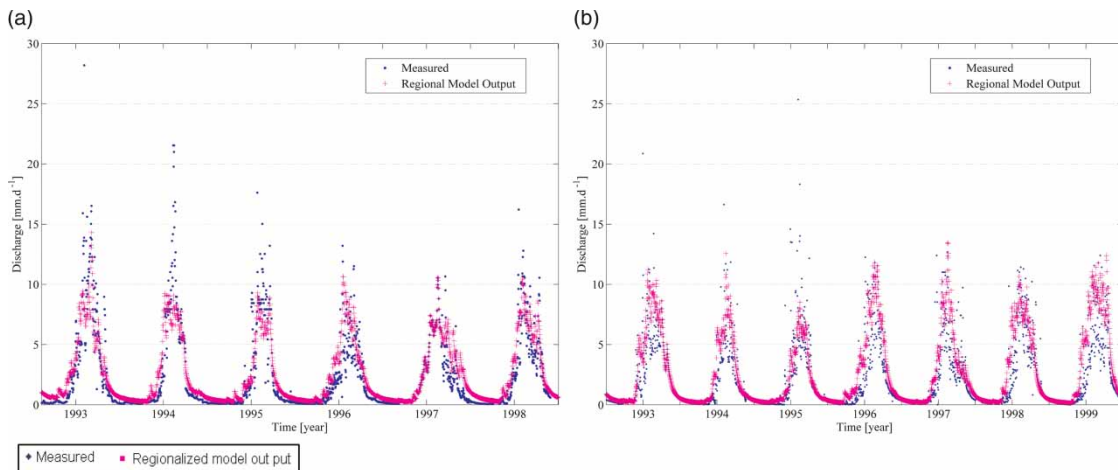 (a)
30
25
20
15
10
5
0
Discharge [mm.d⁻¹]
Measured
Regional Model Output
1993 1994 1995 1996 1997 1998
Time [year]
(b)
30
25
20
15
10
5
0
Discharge [mm.d⁻¹]
Measured
Regional Model Output
1993 1994 1995 1996 1997 1998 1999
Time [year]
Measured Regionalized model out put